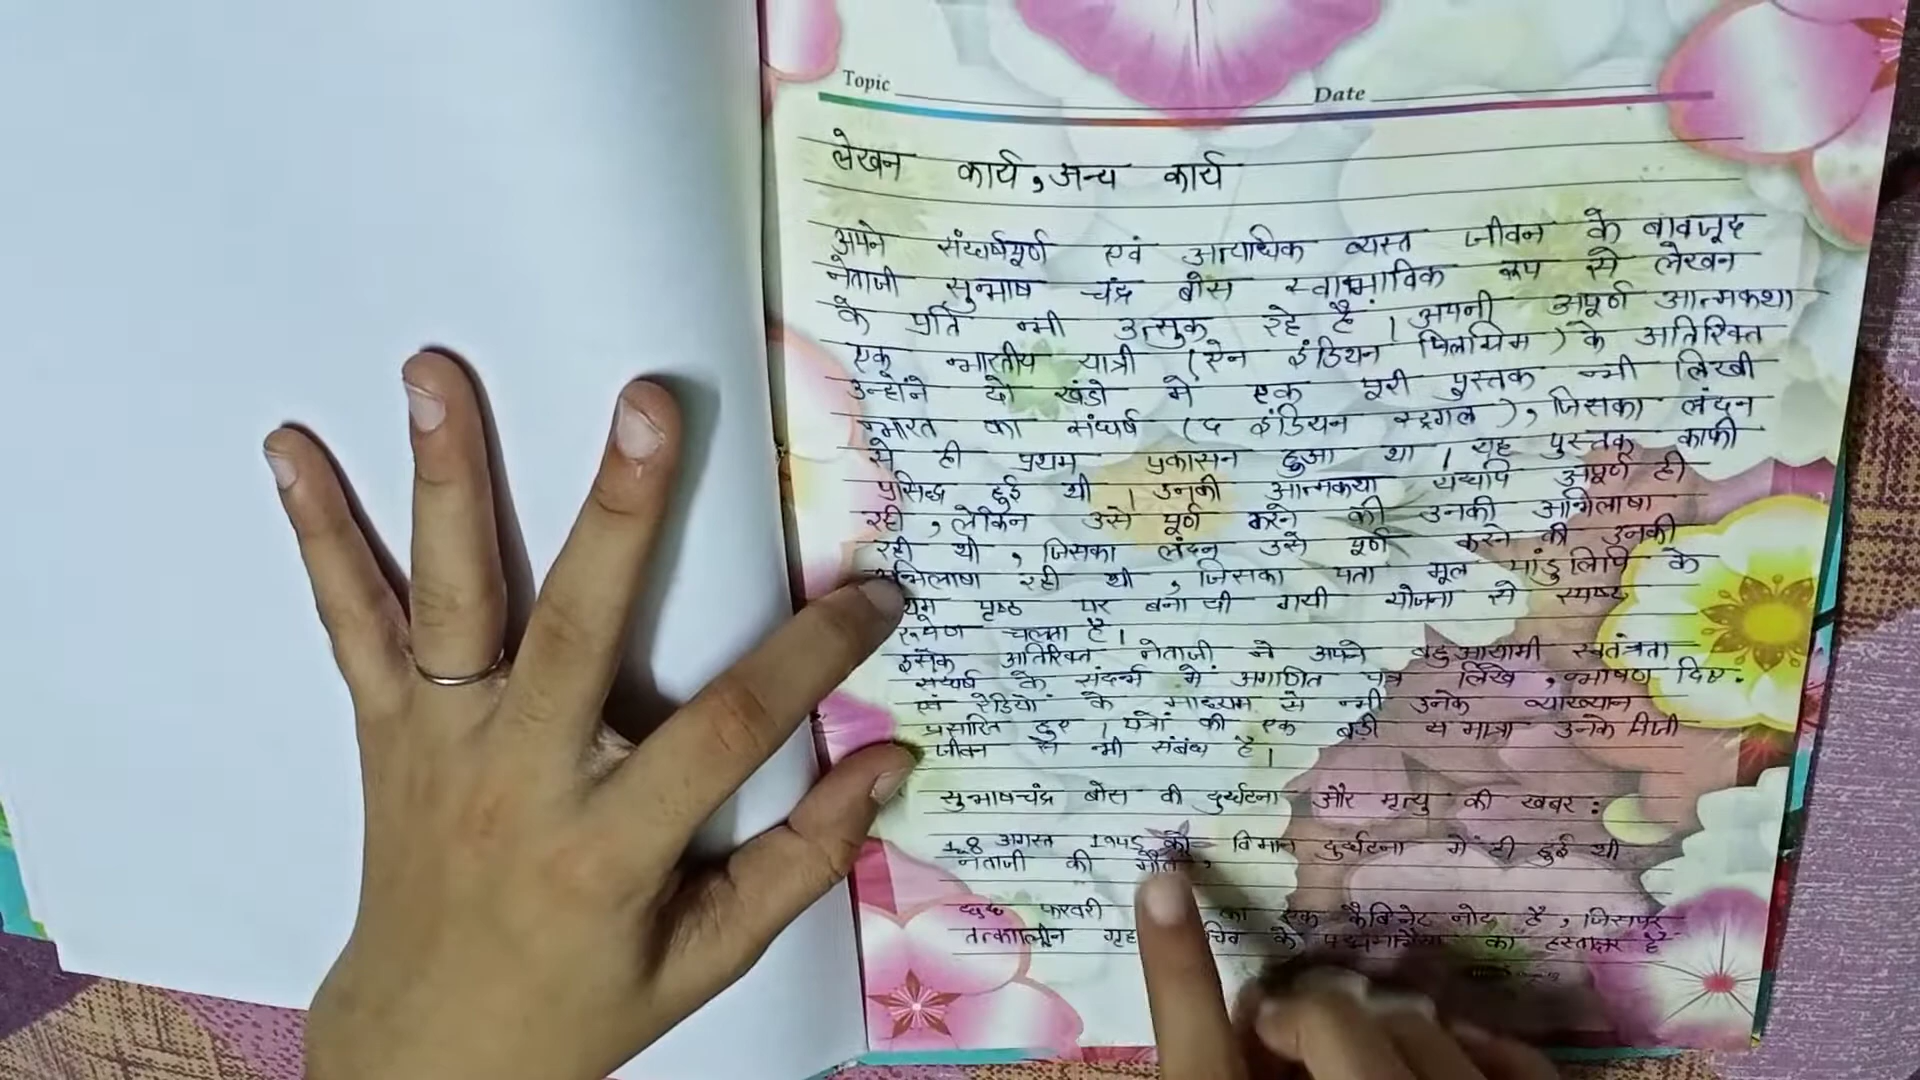 Topic
Date
लेखन कार्य, अन्य कार्य
अपने संघर्षपूर्ण एवं अत्याधिक व्यस्त जीवन के बावजूद
नेताजी सुभाष चंद्र बोस स्वाभाविक रूप से लेखन
के प्रति भी उत्सुक रहे हैं । अपनी अपूर्ण आत्मकथा
एक भारतीय यात्री (ऐन इंडियन पिलग्रिम) के अतिरिक्त
उन्होंने दो खंडो मे एक पूरी पुस्तक भी लिखी
भारत का संघर्ष (द इंडियन स्ट्रगल), जिसका लंदन
से ही प्रथम प्रकासन हुआ था । यह पुस्तक काफी
प्रसिद्ध हुई थी । उनकी आत्मकथा यद्यपि अपूर्ण ही
रही , लेकिन उसे पूर्ण करने की उनकी अभिलाषा
रही थी , जिसका लंदन उसे पूर्ण करने की उनकी
अभिलाषा रही थी , जिसका पता मूल पांडुलिपि के
पृष्ठ पर बना दी गयी योजना से स्पष्ट
चलता है ।
इसके अतिरिक्त नेताजी ने अपने बहुआयामी स्वतंत्रता
संघर्ष के संदर्भ में अगणित पत्र लिखे , भाषण दिए.
एवं रेडियो के माध्यम से भी उनके व्याख्यान
प्रसारित हुए । पत्रों की एक बड़ी मात्रा उनके निजी
जीवन से भी संबंध है ।
सुभाषचंद्र बोस की दुर्घटना और मृत्यु की खबर :
18 अगस्त 1945 को विमान दुर्घटना में ही हुई थी
नेताजी की मौत ,
फरवरी का एक कैबिनेट नोट है , जिसपर
तत्कालीन गृह के का हस्ताक्षर है